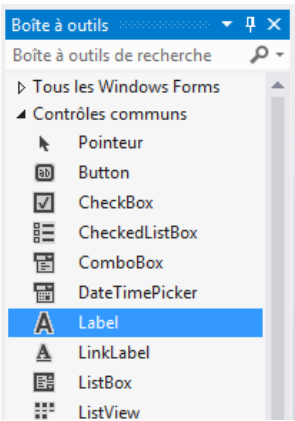 Boîte à outils
Boîte à outils de recherche
Tous les Windows Forms
Contrôles communs
Pointeur
Button
CheckBox
CheckedListBox
ComboBox
DateTimePicker
Label
LinkLabel
ListBox
ListView